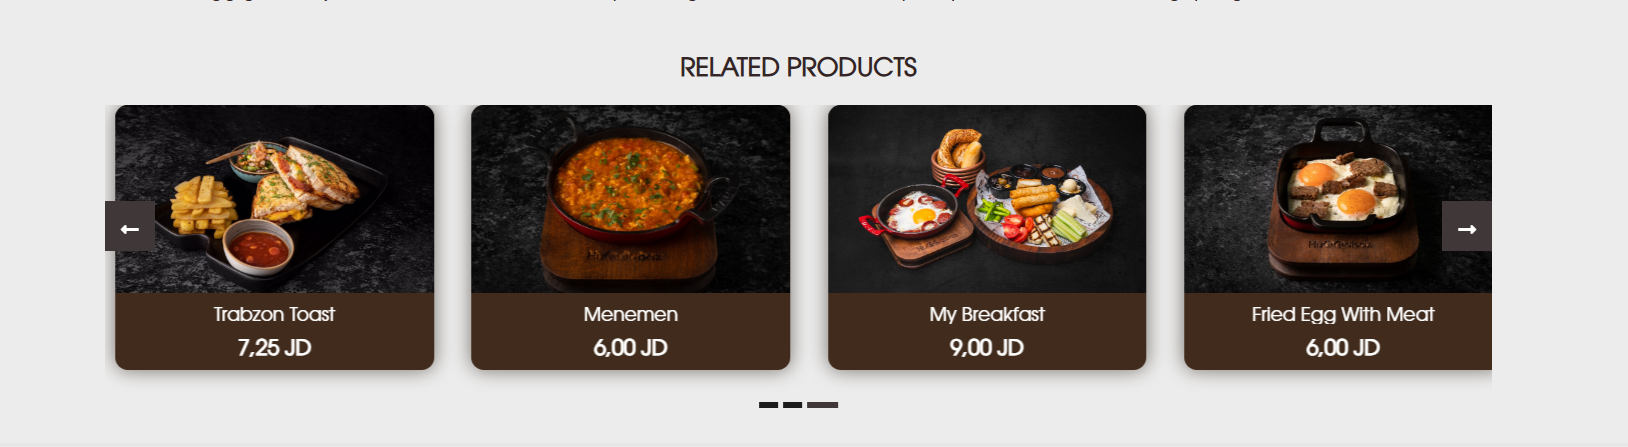 RELATED PRODUCTS
Trabzon Toast
7,25 JD
Menemen
6,00 JD
My Breakfast
9,00 JD
Fried Egg With Meat
6,00 JD